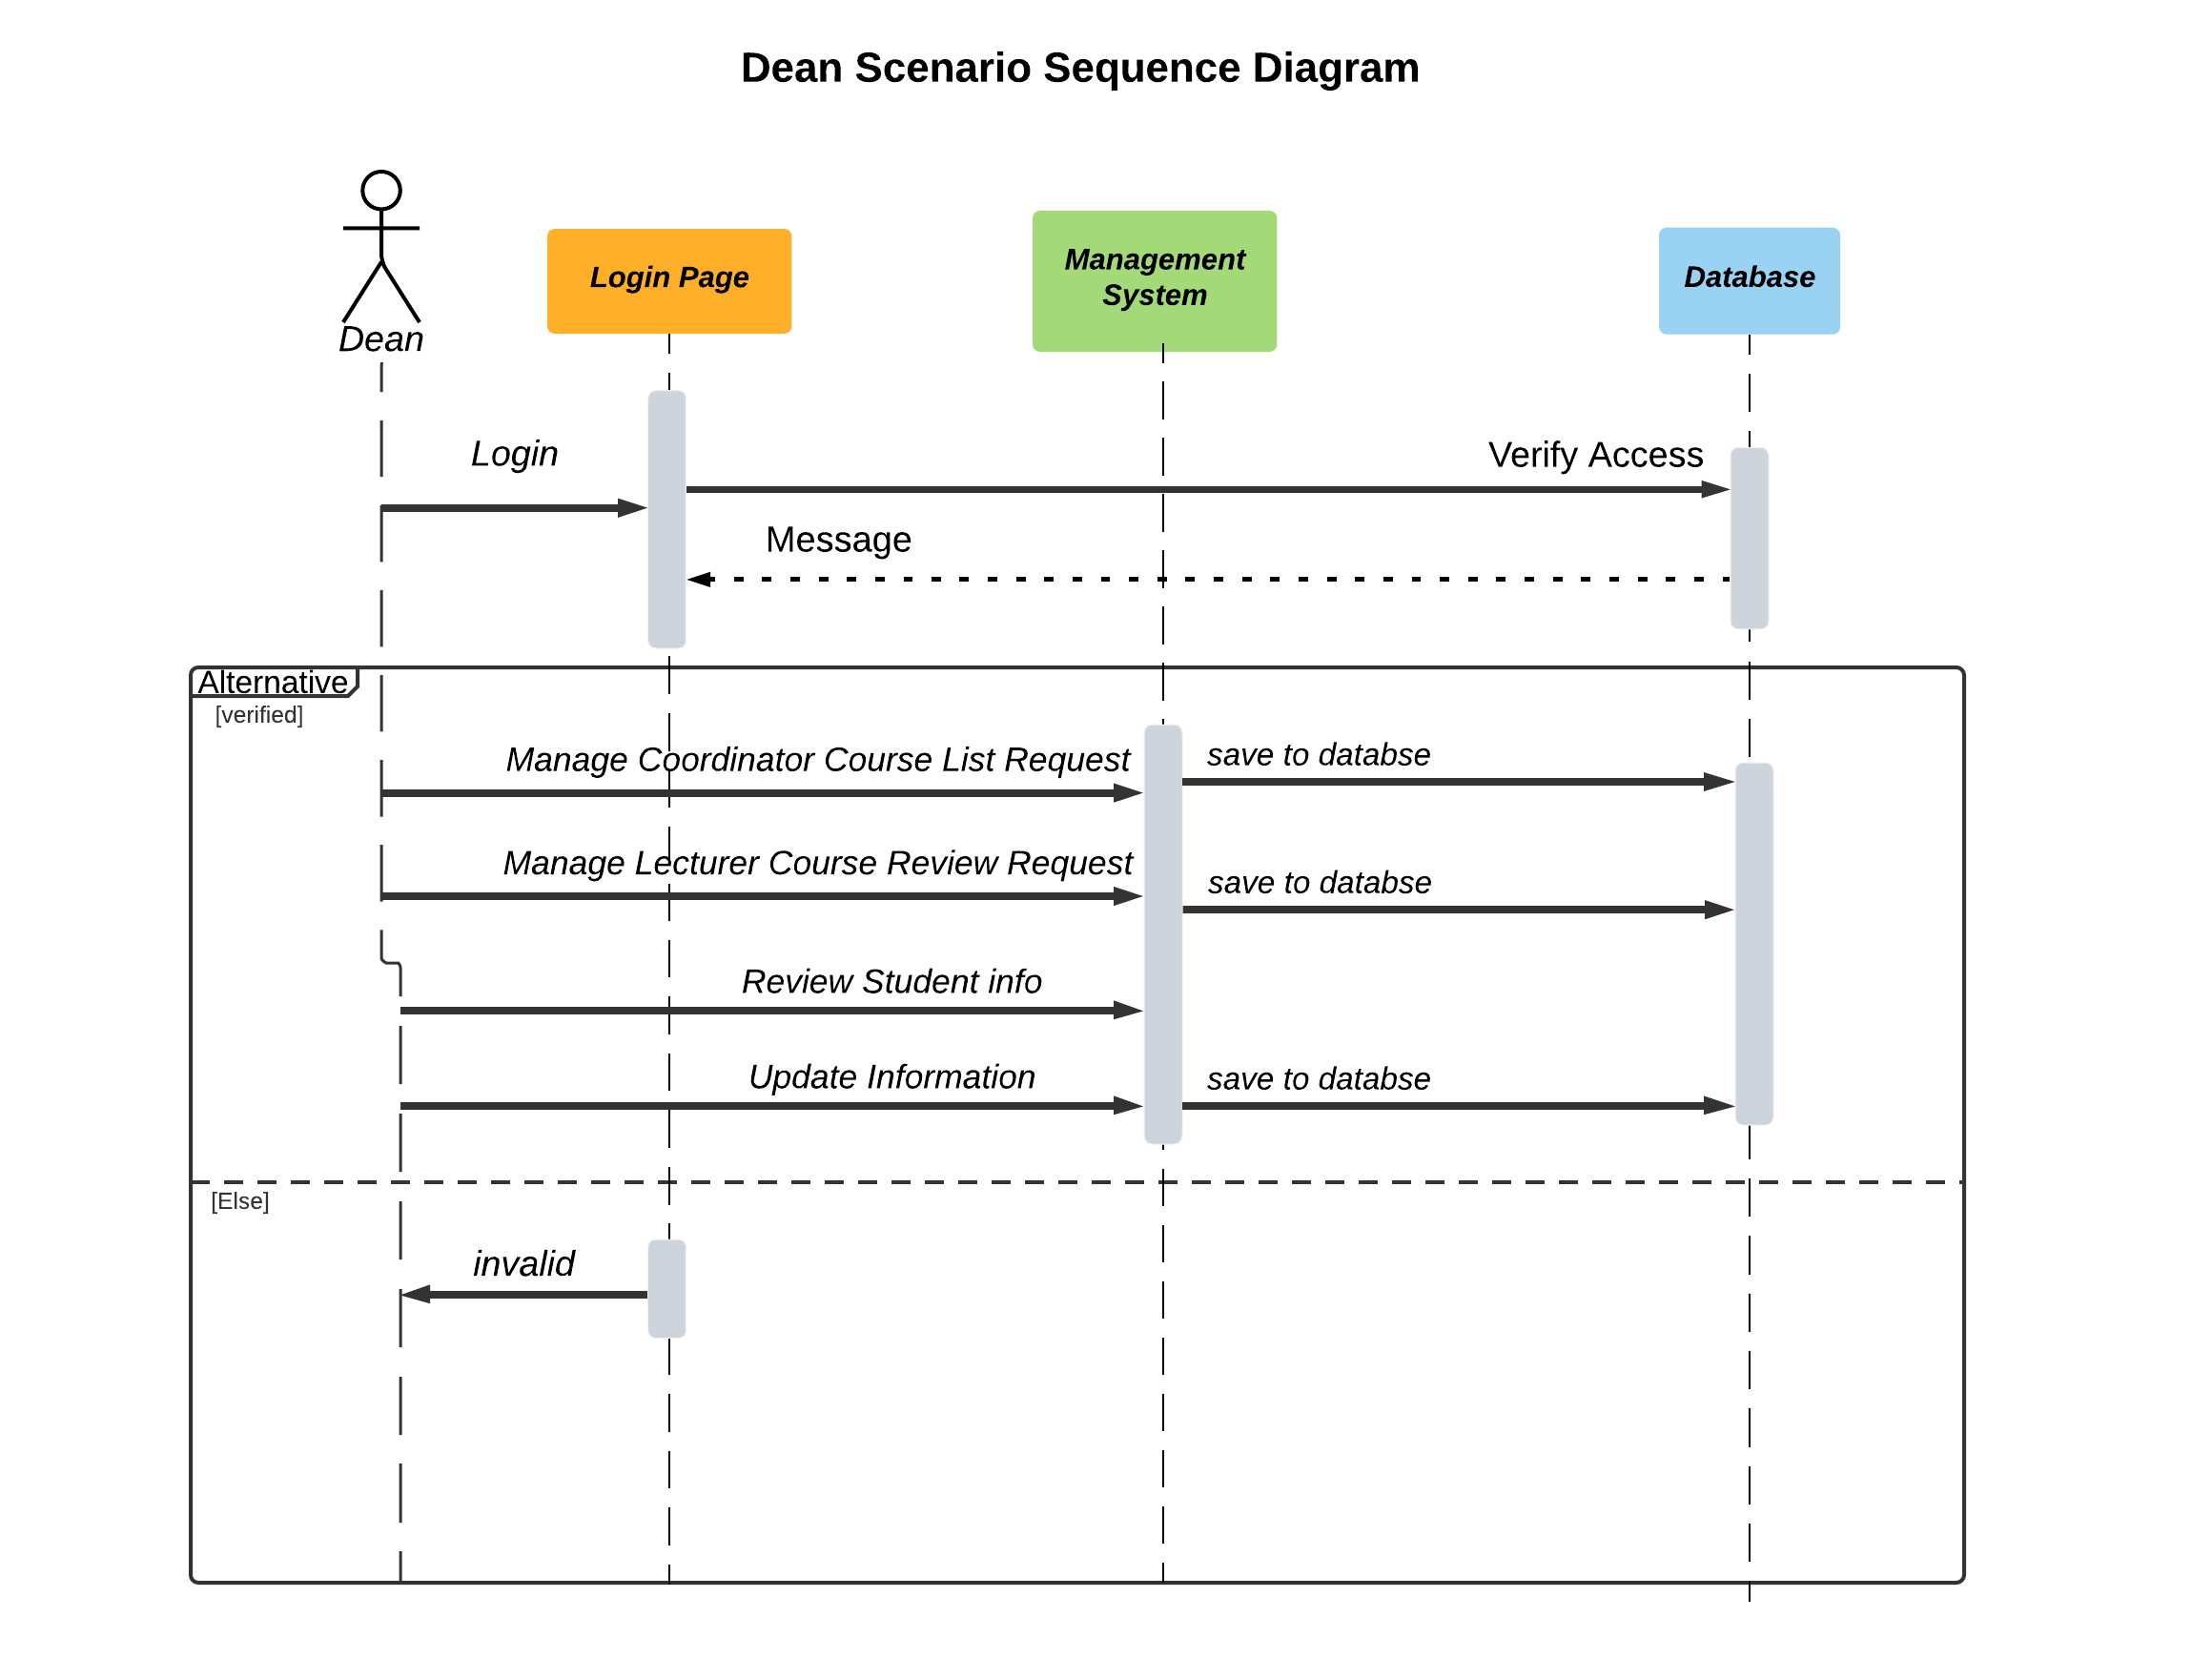 Dean Scenario Sequence Diagram
Dean
Login Page
Management
System
Database
Login
Verify Access
Message
Alternative
[verified]
Manage Coordinator Course List Request
save to databse
Manage Lecturer Course Review Request
save to databse
Review Student info
Update Information
save to databse
[Else]
invalid